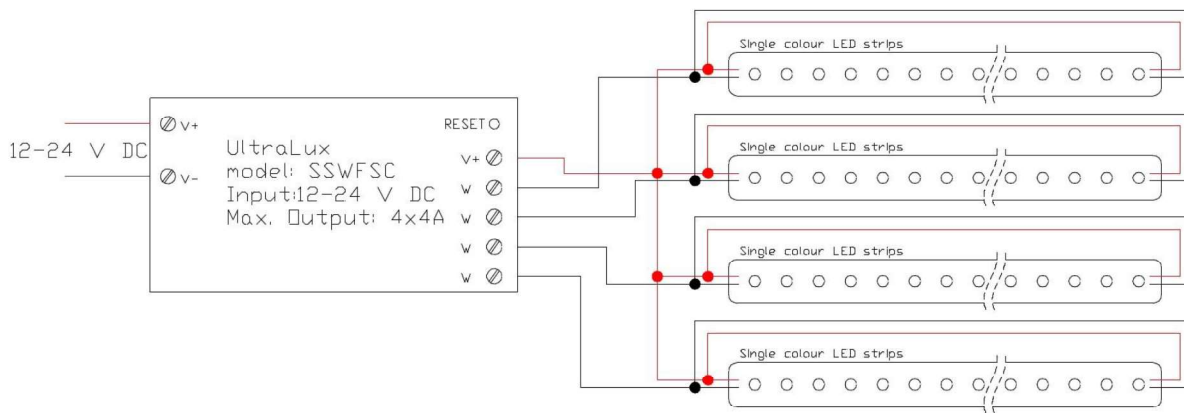 Single colour LED strips
12-24 V DC
V+
V-
UltraLux
model: SSWFSC
Input:12-24 V DC
Max. Output: 4x4A
RESET
V+
W
W
W
W
Single colour LED strips
Single colour LED strips
Single colour LED strips